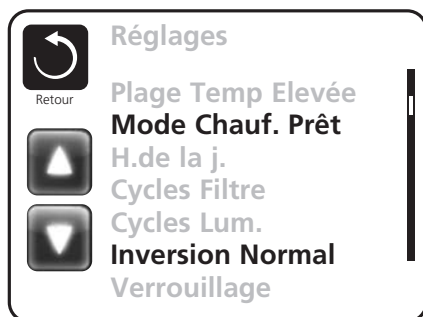 Réglages
Retour
Plage Temp Elevée
Mode Chauf. Prêt
H.de la j.
Cycles Filtre
Cycles Lum.
Inversion Normal
Verrouillage